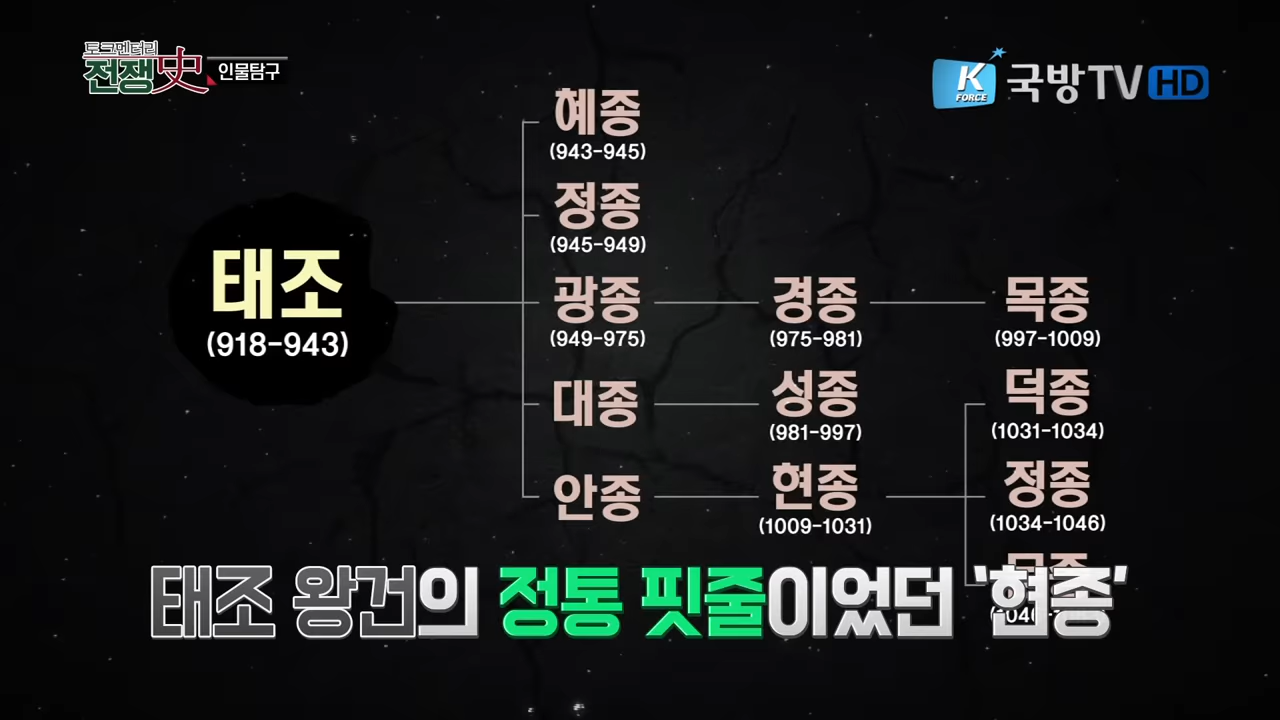 토크멘터리
전쟁史 인물탐구
K FORCE 국방TV HD
혜종
(943-945)
정종
(945-949)
태조
(918-943)
광종
(949-975)
경종
(975-981)
목종
(997-1009)
대종
성종
(981-997)
덕종
(1031-1034)
안종
현종
(1009-1031)
정종
(1034-1046)
태조 왕건의 정통 핏줄이었던 '현종'